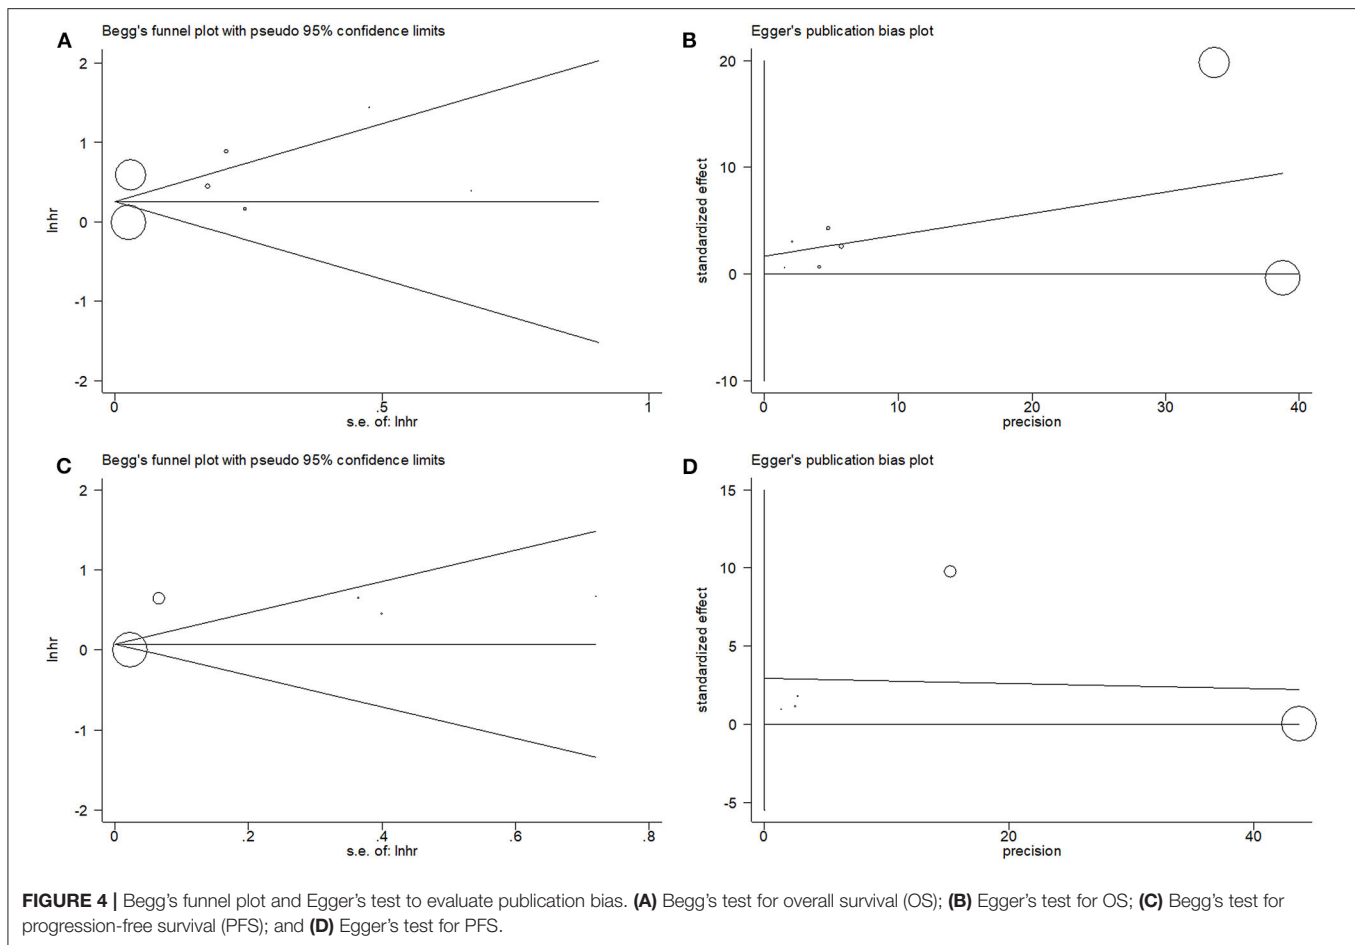 A
Begg's funnel plot with pseudo 95% confidence limits
2
1
0
-1
-2
lnhr
0
.5
1
s.e. of: lnhr
B
Egger's publication bias plot
20
10
0
-10
standardized effect
0
10
20
30
40
precision
C
Begg's funnel plot with pseudo 95% confidence limits
2
1
0
-1
-2
lnhr
0
.2
.4
.6
.8
s.e. of: lnhr
D
Egger's publication bias plot
15
10
5
0
-5
standardized effect
0
20
40
precision
FIGURE 4 | Begg's funnel plot and Egger's test to evaluate publication bias. (A) Begg's test for overall survival (OS); (B) Egger's test for OS; (C) Begg's test for
progression-free survival (PFS); and (D) Egger's test for PFS.